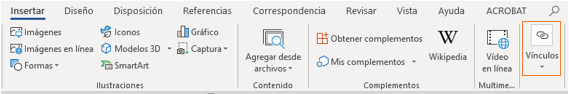 Insertar Diseño Disposición Referencias Correspondencia Revisar Vista Ayuda ACROBAT
Imágenes Iconos Gráfico
Imágenes en línea Modelos 3D Captura
Formas SmartArt
Ilustraciones
Agregar desde
archivos
Contenido
Obtener complementos
Mis complementos
W
Wikipedia
Complementos
Vídeo
en línea
Multime...
Vínculos